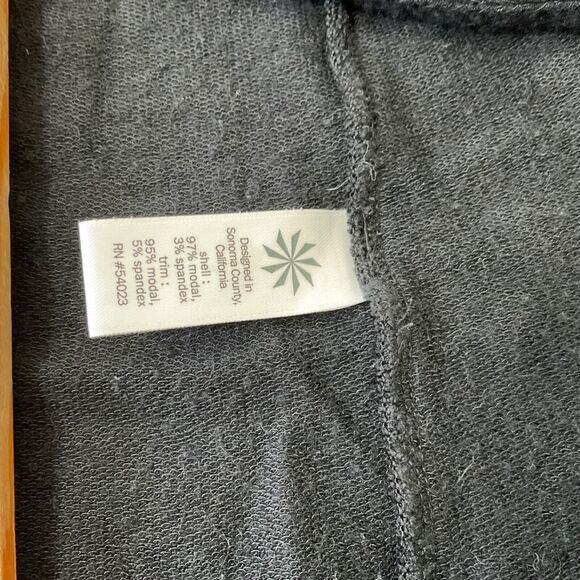 Designed in
Sonoma County,
California
shell :
97% modal,
3% spandex
trim :
95% modal,
5% spandex
RN #54023